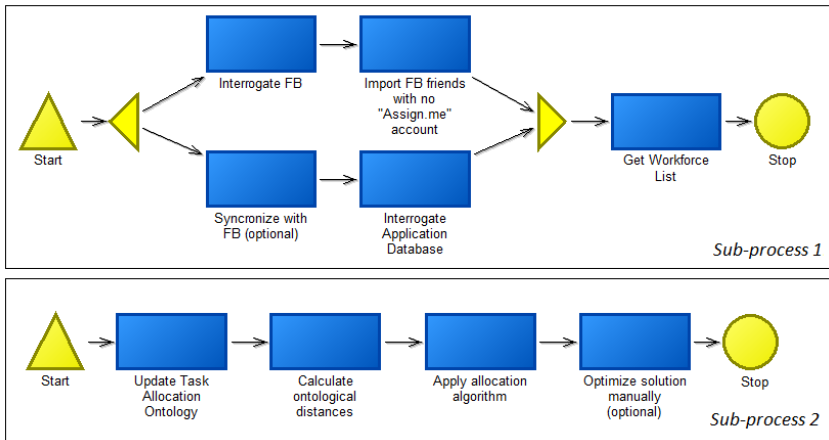 Interrogate FB
Import FB friends
with no
"Assign.me"
account
Start
Get Workforce
List
Stop
Syncronize with
FB (optional)
Interrogate
Application
Database
Sub-process 1
Start
Update Task
Allocation
Ontology
Calculate
ontological
distances
Apply allocation
algorithm
Optimize solution
manually
(optional)
Stop
Sub-process 2